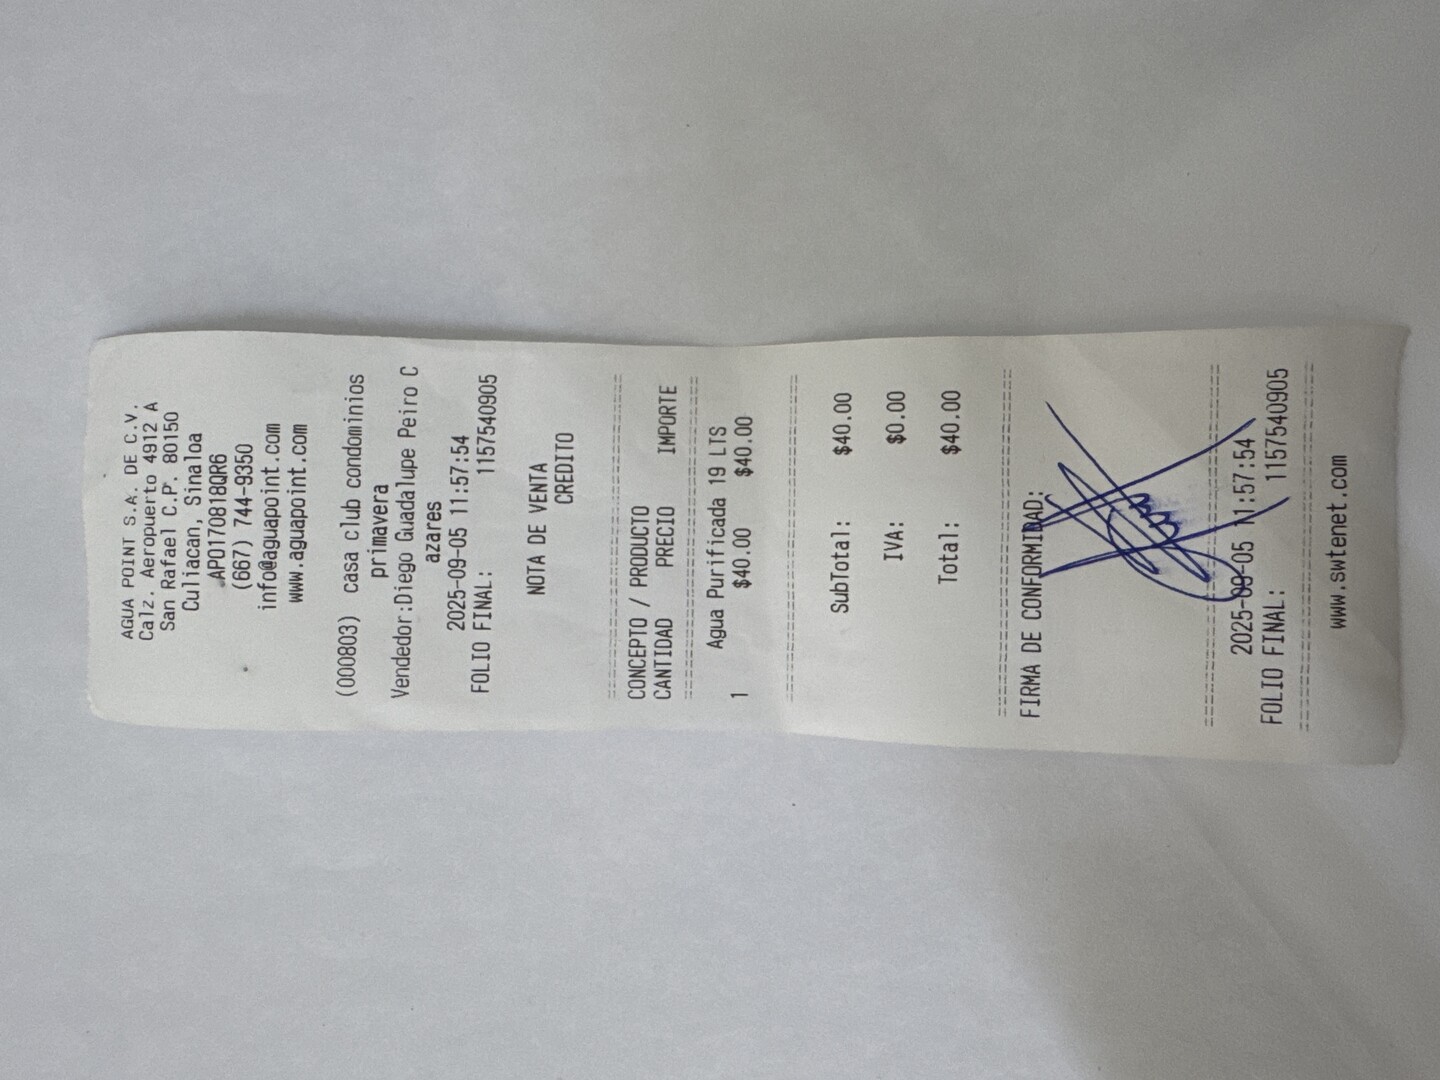 AGUA POINT S.A. DE C.V.
Calz. Aeropuerto 4912 A
San Rafael C.P. 80150
Culiacan, Sinaloa
APO170818QR6
(667) 744-9350
info@aguapoint.com
www.aguapoint.com
(000803) casa club condominios
primavera
Vendedor:Diego Guadalupe Peiro C
azares
2025-09-05 11:57:54
FOLIO FINAL: 1157540905
NOTA DE VENTA
CREDITO
CONCEPTO / PRODUCTO
CANTIDAD PRECIO IMPORTE
Agua Purificada 19 LTS
1 $40.00 $40.00
SubTotal: $40.00
IVA: $0.00
Total: $40.00
FIRMA DE CONFORMIDAD:
2025-09-05 11:57:54
FOLIO FINAL: 1157540905
www.swtenet.com